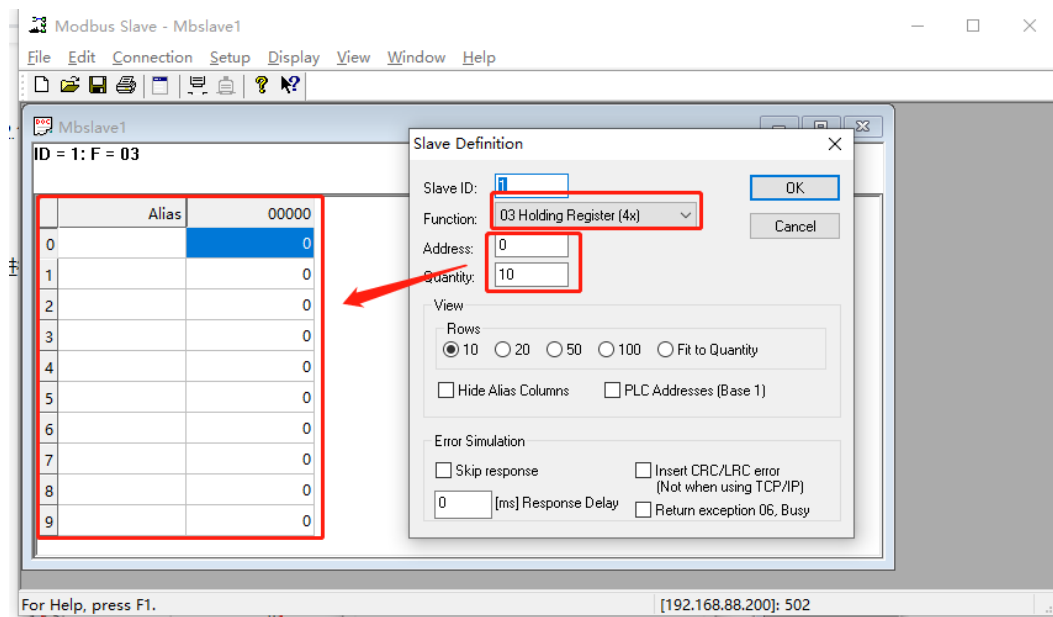 Modbus Slave - Mbslave1
File Edit Connection Setup Display View Window Help
Mbslave1
ID = 1: F = 03
Alias 00000
0 0
1 0
2 0
3 0
4 0
5 0
6 0
7 0
8 0
9 0
Slave Definition
Slave ID: 1
OK
Function: 03 Holding Register (4x)
Cancel
Address: 0
Quantity: 10
View
Rows
10 20 50 100 Fit to Quantity
Hide Alias Columns PLC Addresses (Base 1)
Error Simulation
Skip response Insert CRC/LRC error
(Not when using TCP/IP)
0 [ms] Response Delay
Return exception 06, Busy
For Help, press F1. [192.168.88.200]: 502